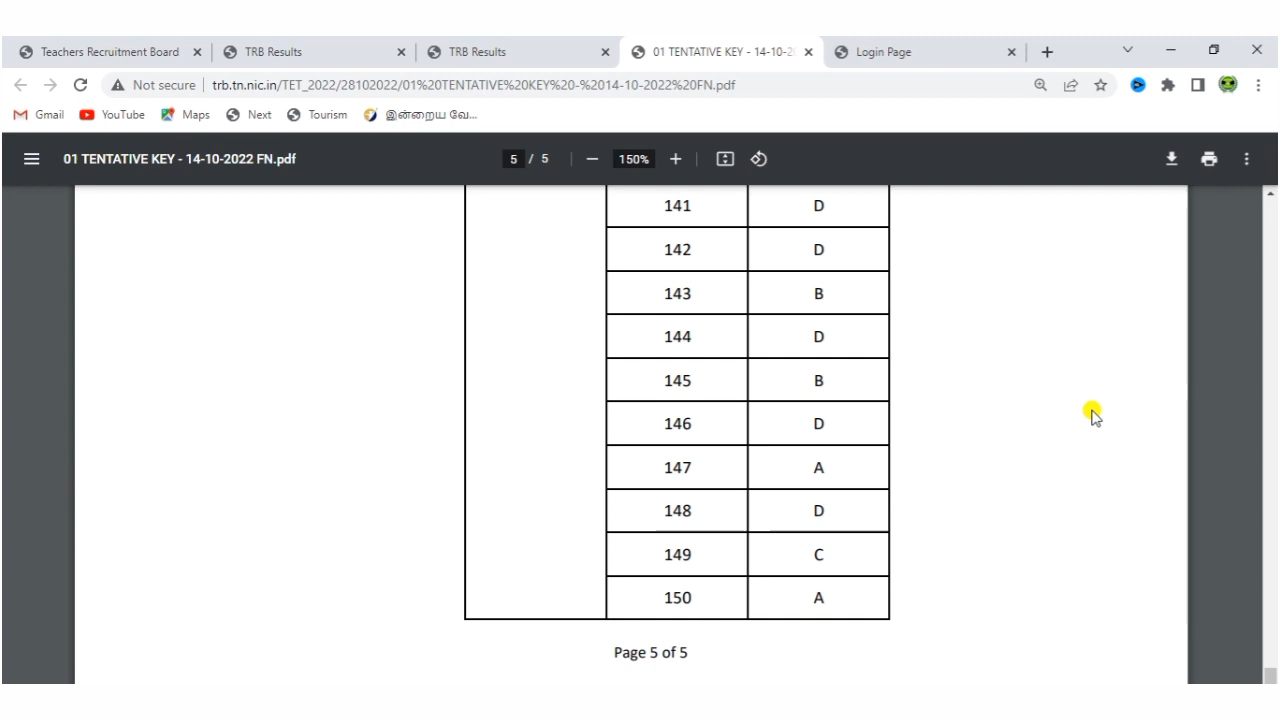 Teachers Recruitment Board TRB Results TRB Results 01 TENTATIVE KEY - 14-10-2 Login Page
Not secure trb.tn.nic.in/TET_2022/28102022/01%20TENTATIVE%20KEY%20-%2014-10-2022%20FN.pdf
Gmail YouTube Maps Next Tourism இன்றைய வே...
01 TENTATIVE KEY - 14-10-2022 FN.pdf 5 / 5 150%
141 D
142 D
143 B
144 D
145 B
146 D
147 A
148 D
149 C
150 A
Page 5 of 5